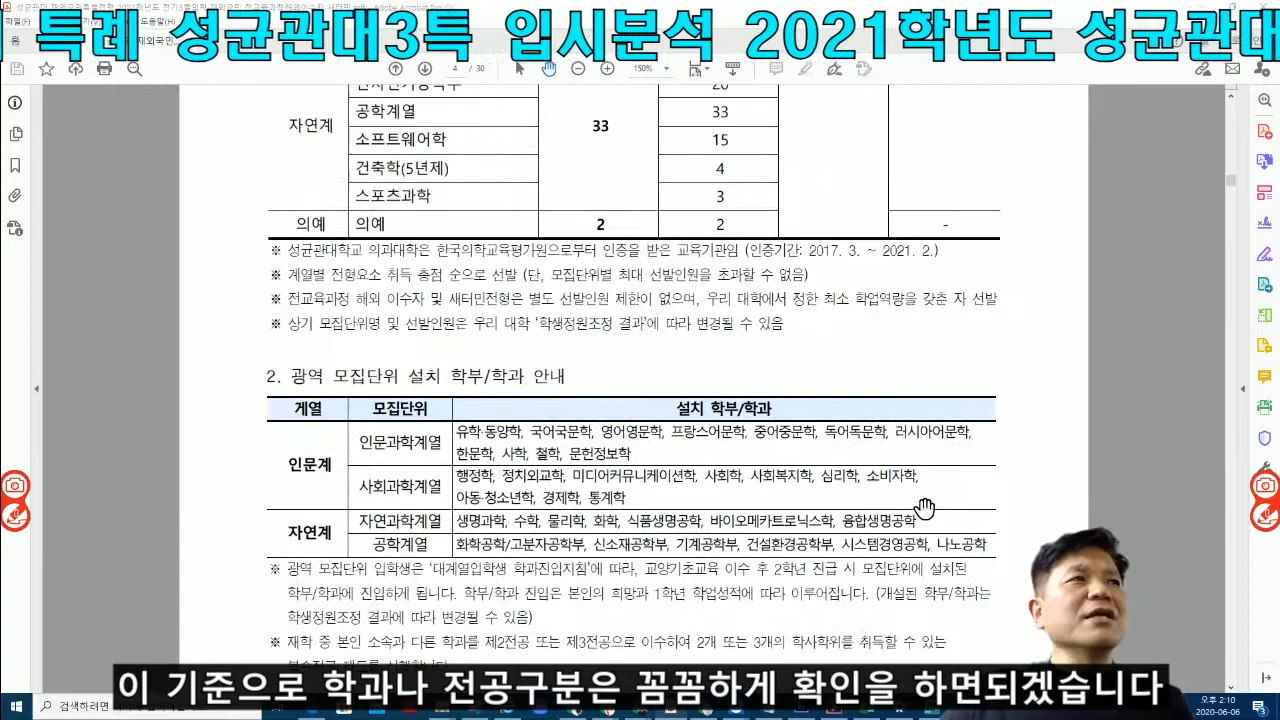 특례 성균관대3특 입시분석 2021학년도 성균관대
4 / 30
150%
자연계
33
공학계열 33
소프트웨어학 15
건축학(5년제) 4
스포츠과학 3
의예 의예 2 2 -
※ 성균관대학교 의과대학은 한국의학교육평가원으로부터 인증을 받은 교육기관임 (인증기간: 2017. 3. ~ 2021. 2.)
※ 계열별 전형요소 취득 총점 순으로 선발 (단, 모집단위별 최대 선발인원을 초과할 수 없음)
※ 전교육과정 해외 이수자 및 새터민전형은 별도 선발인원 제한이 없으며, 우리 대학에서 정한 최소 학업역량을 갖춘 자 선발
※ 상기 모집단위명 및 선발인원은 우리 대학 '학생정원조정 결과'에 따라 변경될 수 있음
2. 광역 모집단위 설치 학부/학과 안내
계열 모집단위 설치 학부/학과
인문계
인문과학계열
유학·동양학, 국어국문학, 영어영문학, 프랑스어문학, 중어중문학, 독어독문학, 러시아어문학,
한문학, 사학, 철학, 문헌정보학
사회과학계열
행정학, 정치외교학, 미디어커뮤니케이션학, 사회학, 사회복지학, 심리학, 소비자학,
아동·청소년학, 경제학, 통계학
자연계
자연과학계열 생명과학, 수학, 물리학, 화학, 식품생명공학, 바이오메카트로닉스학, 융합생명공학
공학계열 화학공학/고분자공학부, 신소재공학부, 기계공학부, 건설환경공학부, 시스템경영공학, 나노공학
※ 광역 모집단위 입학생은 '대계열입학생 학과진입지침'에 따라, 교양기초교육 이수 후 2학년 진급 시 모집단위에 설치된
학부/학과에 진입하게 됩니다. 학부/학과 진입은 본인의 희망과 1학년 학업성적에 따라 이루어집니다. (개설된 학부/학과는
학생정원조정 결과에 따라 변경될 수 있음)
※ 재학 중 본인 소속과 다른 학과를 제2전공 또는 제3전공으로 이수하여 2개 또는 3개의 학사학위를 취득할 수 있는
이 기준으로 학과나 전공구분은 꼼꼼하게 확인을 하면되겠습니다
검색하려면
오후 2:10
2020-06-06